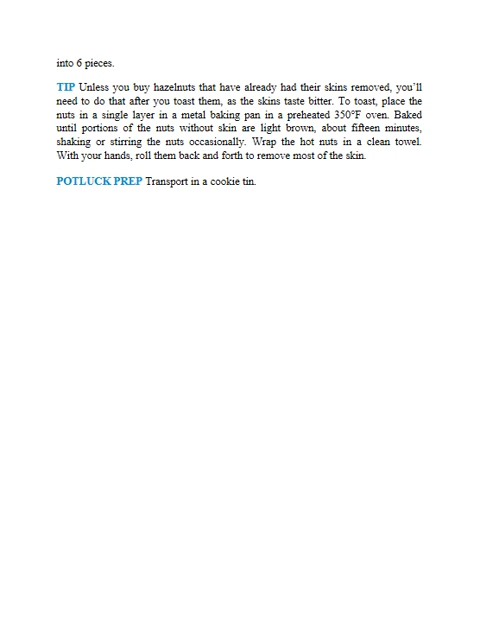 into 6 pieces.
TIP Unless you buy hazelnuts that have already had their skins removed, you’ll
need to do that after you toast them, as the skins taste bitter. To toast, place the
nuts in a single layer in a metal baking pan in a preheated 350°F oven. Baked
until portions of the nuts without skin are light brown, about fifteen minutes,
shaking or stirring the nuts occasionally. Wrap the hot nuts in a clean towel.
With your hands, roll them back and forth to remove most of the skin.
POTLUCK PREP Transport in a cookie tin.